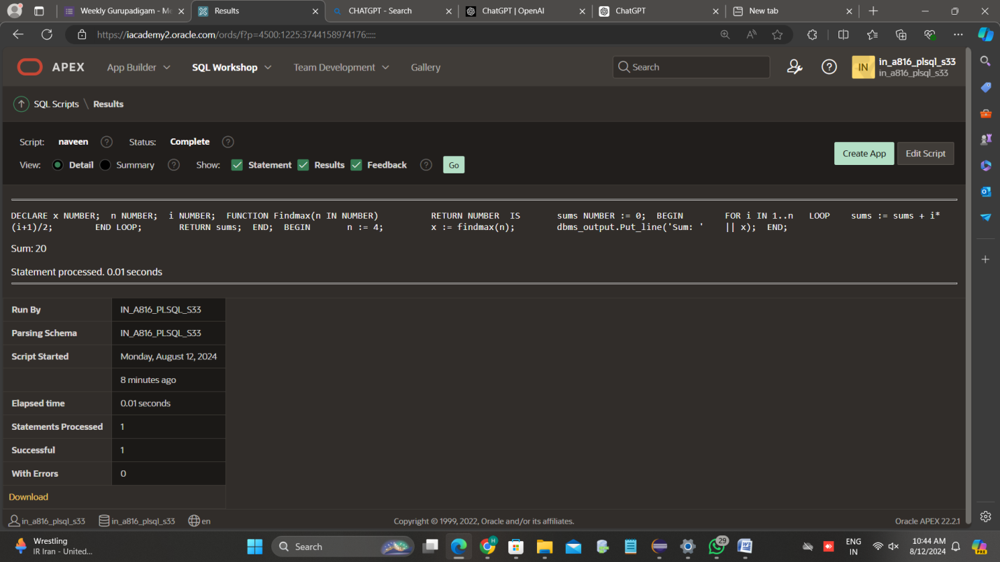 Weekly Gurupadigam - M
Results
CHATGPT - Search
ChatGPT | OpenAI
ChatGPT
New tab
https://iacademy2.oracle.com/ords/f?p=4500:1225:3744158974176:::::
APEX App Builder SQL Workshop Team Development Gallery Search IN in_a816_plsql_s33
in_a816_plsql_s33
SQL Scripts \ Results
Script: naveen ? Status: Complete ?
View: Detail Summary ? Show: Statement Results Feedback ? Go
Create App Edit Script
DECLARE x NUMBER; n NUMBER; i NUMBER; FUNCTION Findmax(n IN NUMBER) RETURN NUMBER IS sums NUMBER := 0; BEGIN FOR i IN 1..n LOOP sums := sums + i*
(i+1)/2; END LOOP; RETURN sums; END; BEGIN n := 4; x := findmax(n); dbms_output.Put_line('Sum: ' || x); END;
Sum: 20
Statement processed. 0.01 seconds
Run By IN_A816_PLSQL_S33
Parsing Schema IN_A816_PLSQL_S33
Script Started Monday, August 12, 2024
8 minutes ago
Elapsed time 0.01 seconds
Statements Processed 1
Successful 1
With Errors 0
Download
in_a816_plsql_s33 in_a816_plsql_s33 en Copyright © 1999, 2022, Oracle and/or its affiliates. Oracle APEX 22.2.1
Wrestling
IR Iran - United...
Search
29
ENG
IN
10:44 AM
8/12/2024
PRE